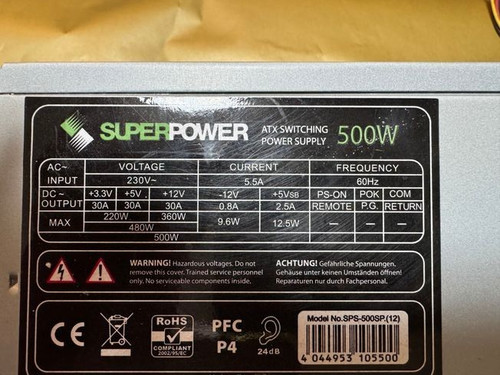 SUPERPOWER ATX SWITCHING POWER SUPPLY 500W
AC~ INPUT VOLTAGE CURRENT FREQUENCY
230V~ 5.5A 60Hz
DC⎓ OUTPUT +3.3V +5V +12V -12V +5VSB PS-ON POK COM
30A 30A 30A 0.8A 2.5A REMOTE P.G. RETURN
MAX 220W 360W 9.6W 12.5W — — —
480W
500W
WARNING! Hazardous voltages. Do not
remove this cover. Trained service personnel
only. No serviceable components inside.
ACHTUNG! Gefährliche Spannungen.
Gehäuse unter keinen Umständen öffnen!
Reparaturen nur durch Fachpersonal.
CE
RoHS
COMPLIANT
2002/95/EC
PFC
P4
24dB
Model No.SPS-500SP.(12)
4 044953 105500